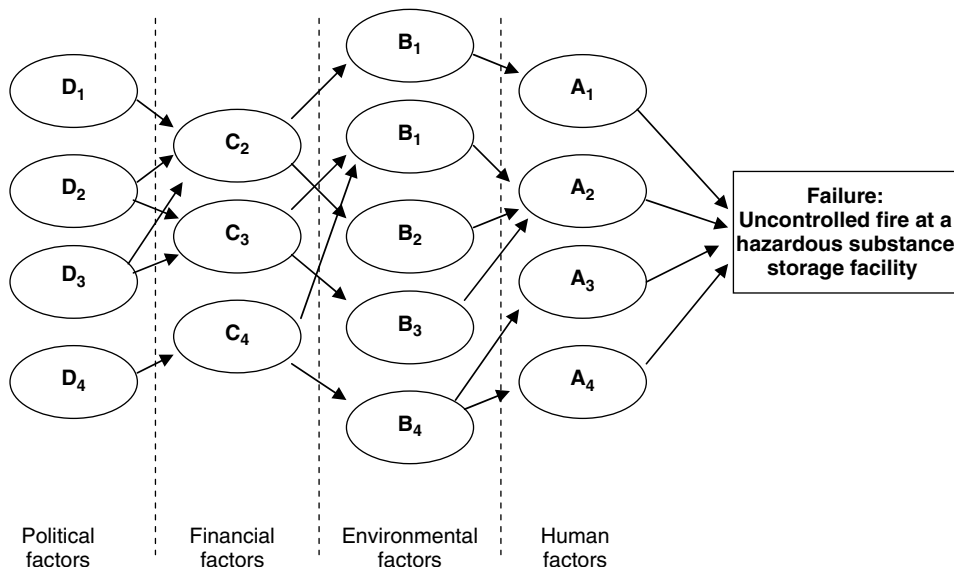 D1
D2
D3
D4
C2
C3
C4
B1
B1
B2
B3
B4
A1
A2
A3
A4
Failure:
Uncontrolled fire at a
hazardous substance
storage facility
Political
factors
Financial
factors
Environmental
factors
Human
factors